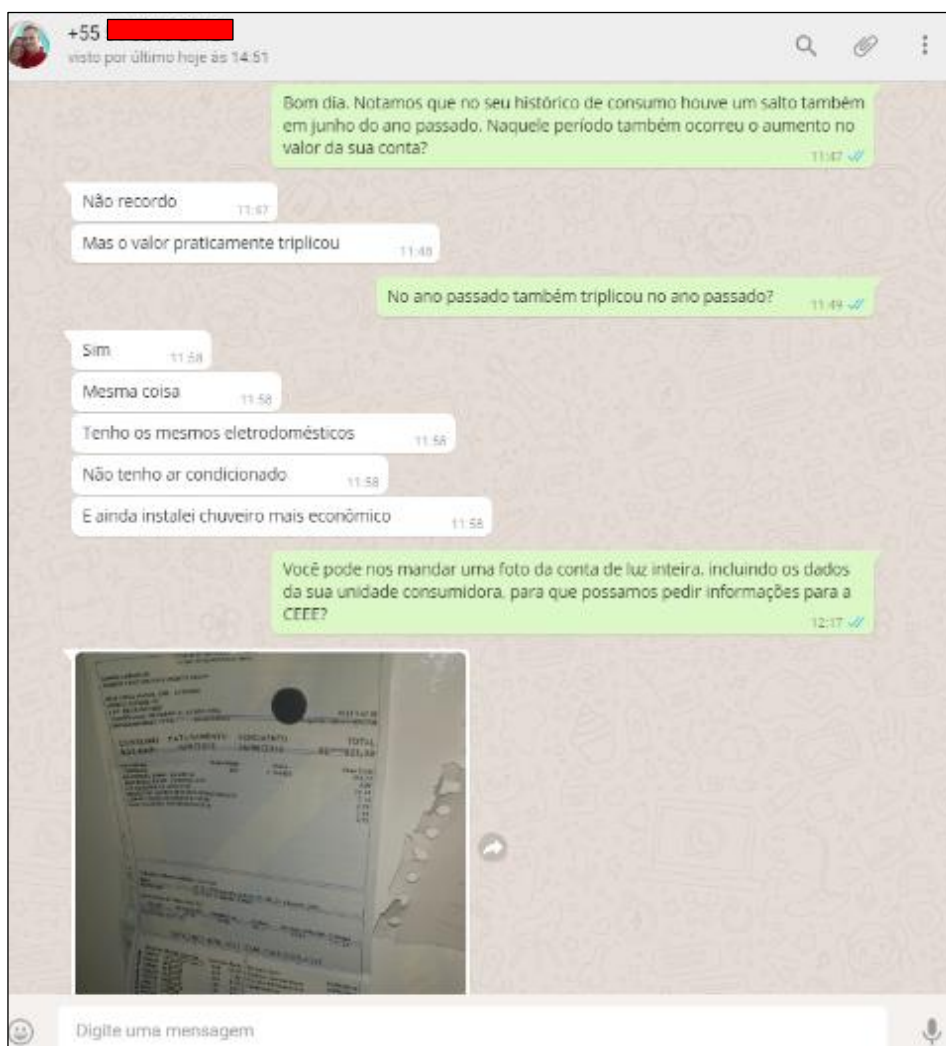 +55
visto por último hoje às 14:51
Bom dia. Notamos que no seu histórico de consumo houve um salto também
em junho do ano passado. Naquele período também ocorreu o aumento no
valor da sua conta?
11:47
Não recordo
11:47
Mas o valor praticamente triplicou
11:48
No ano passado também triplicou no ano passado?
11:49
Sim
11:58
Mesma coisa
11:58
Tenho os mesmos eletrodomésticos
11:58
Não tenho ar condicionado
11:58
E ainda instalei chuveiro mais econômico
11:58
Você pode nos mandar uma foto da conta de luz inteira, incluindo os dados
da sua unidade consumidora, para que possamos pedir informações para a
CEEE?
12:17
CONSUMO FATURAMENTO VENCIMENTO TOTAL
Digite uma mensagem